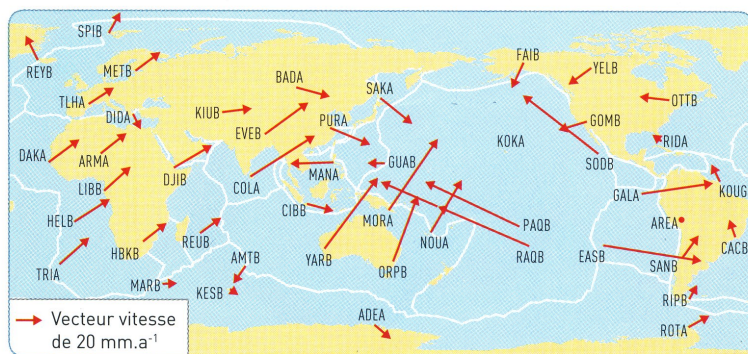 SPIB
REYB
METB
TLHA
DIDA
KIUB
BADA
SAKA
EVEB
PURA
FAIB
YELB
OTTB
GOMB
KOKA
RIDA
SODB
DAKA
ARMA
LIBB
DJIB
COLA
MANA
GUAB
GALA
KOUG
HELB
CIBB
MORA
NOUA
PAQB
RAQB
AREA
CACB
TRIA
HBKB
REUB
AMTB
YARB
ORPB
EASB
SANB
MARB
KESB
RIPB
ADEA
ROTA
Vecteur vitesse
de 20 mm.a⁻¹